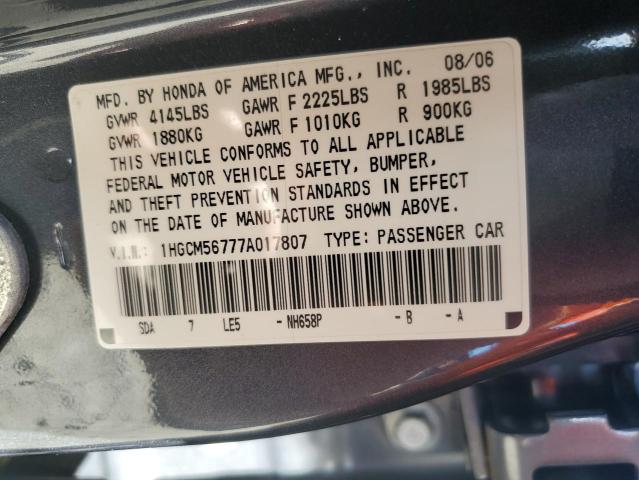 MFD. BY HONDA OF AMERICA MFG., INC. 08/06
GVWR 4145LBS GAWR F 2225LBS R 1985LBS
GVWR 1880KG GAWR F 1010KG R 900KG
THIS VEHICLE CONFORMS TO ALL APPLICABLE
FEDERAL MOTOR VEHICLE SAFETY, BUMPER,
AND THEFT PREVENTION STANDARDS IN EFFECT
ON THE DATE OF MANUFACTURE SHOWN ABOVE.
V.I.N.: 1HGCM56777A017807 TYPE: PASSENGER CAR
SDA 7 LE5 -NH658P -B -A